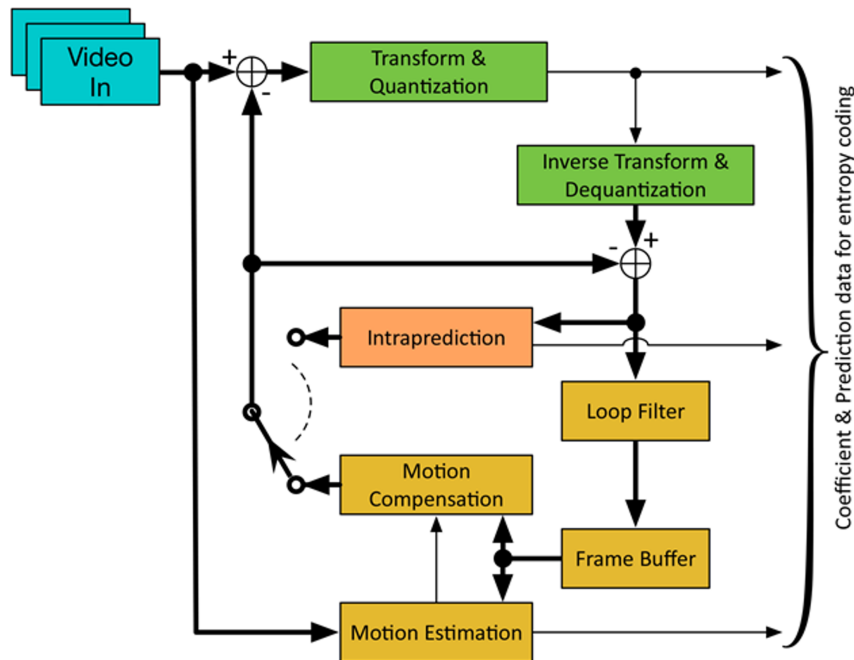 Video
In
+
-
Transform &
Quantization
Inverse Transform &
Dequantization
-
+
Intraprediction
Loop Filter
Motion
Compensation
Frame Buffer
Motion Estimation
Coefficient & Prediction data for entropy coding